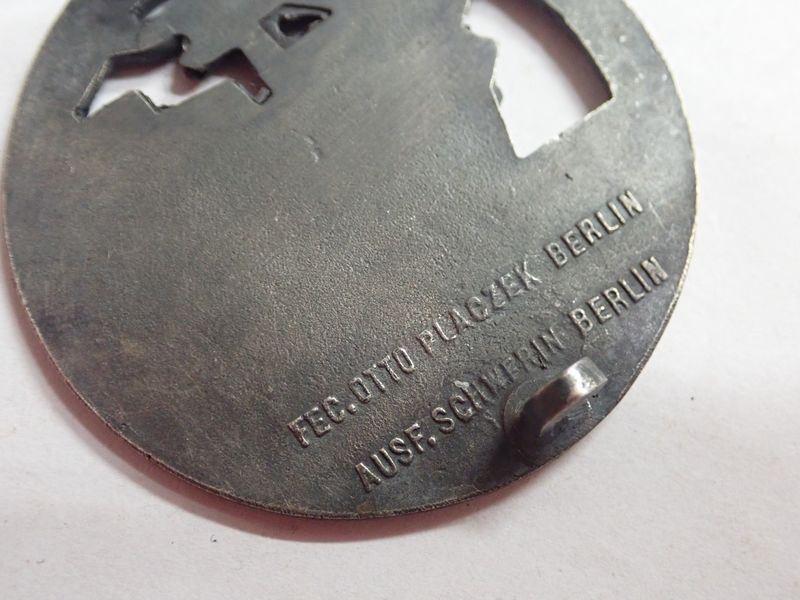 FEC. OTTO PLACZEK BERLIN
AUSF. SCHWERIN BERLIN